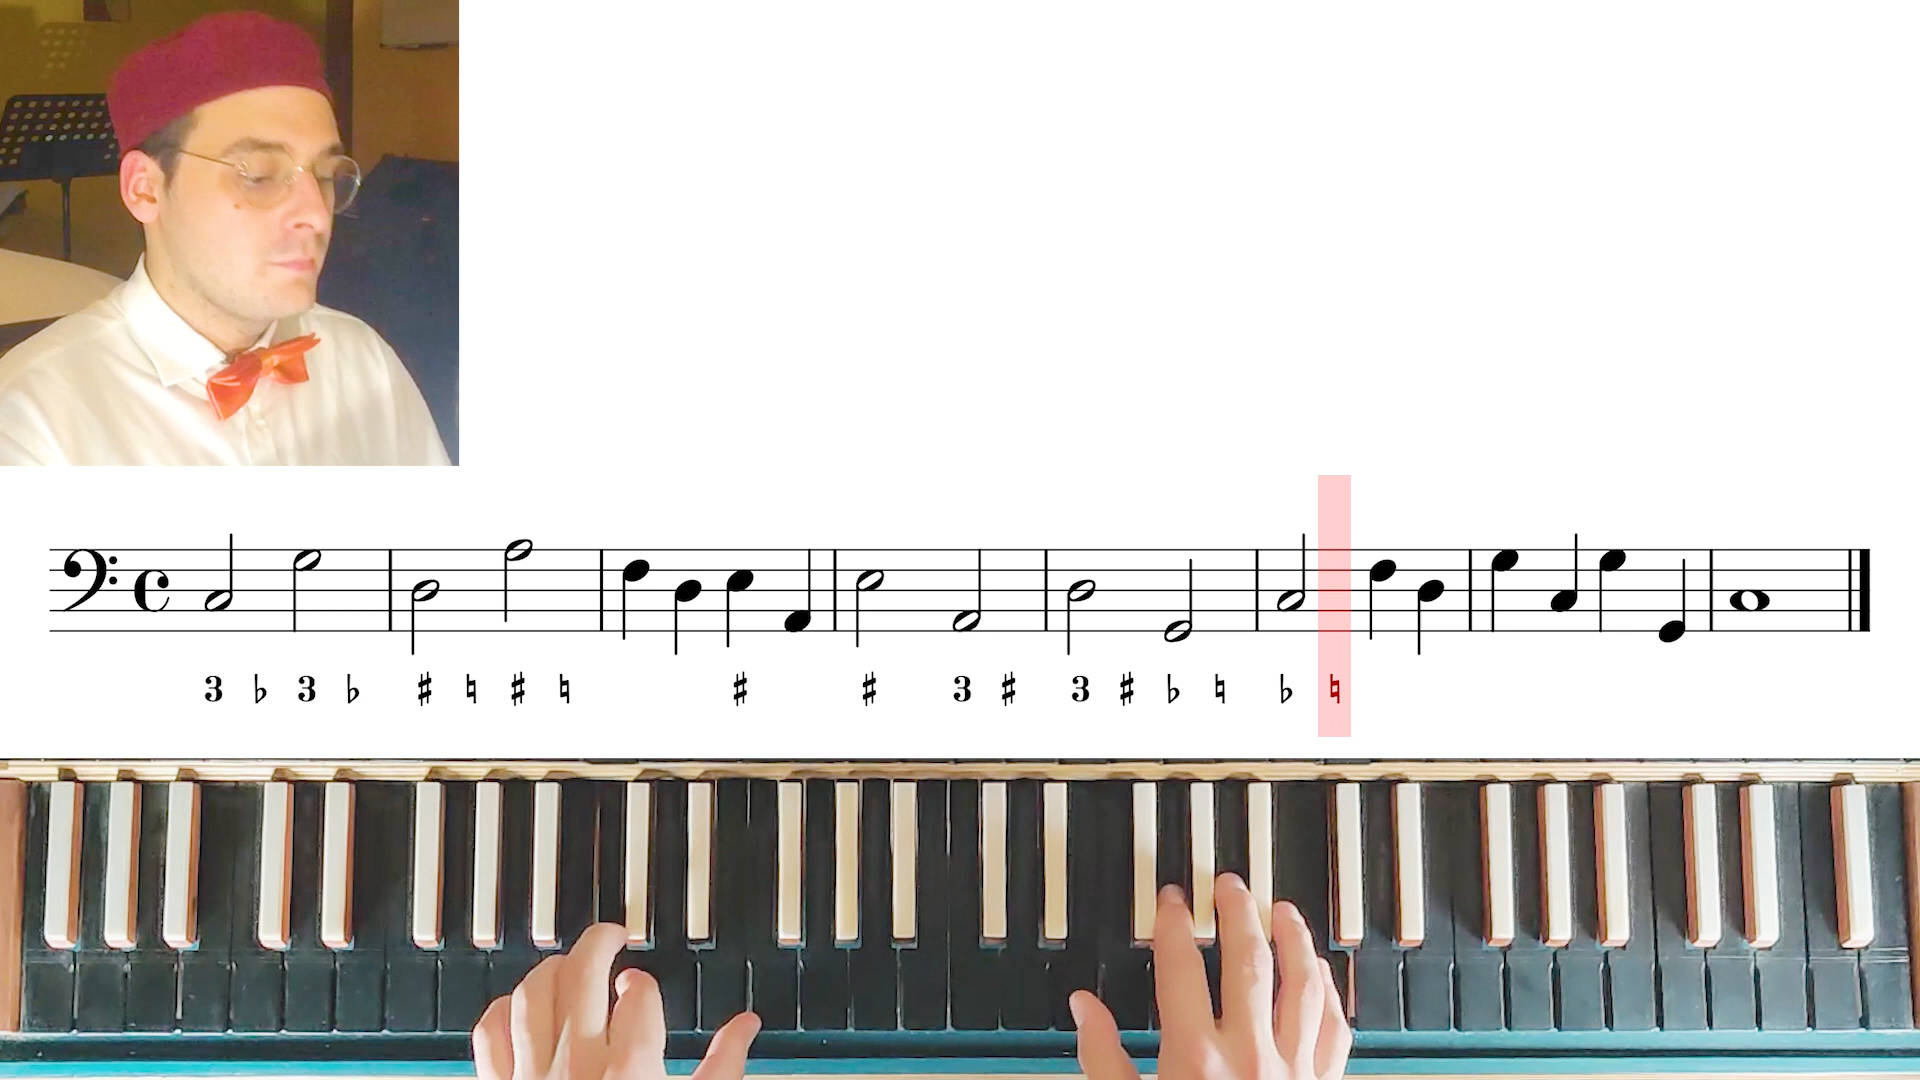 3 ♭ 3 ♭ ♯ ♮ ♯ ♮ ♯ ♯ 3 ♯ 3 ♯ ♭ ♮ ♭ ♮